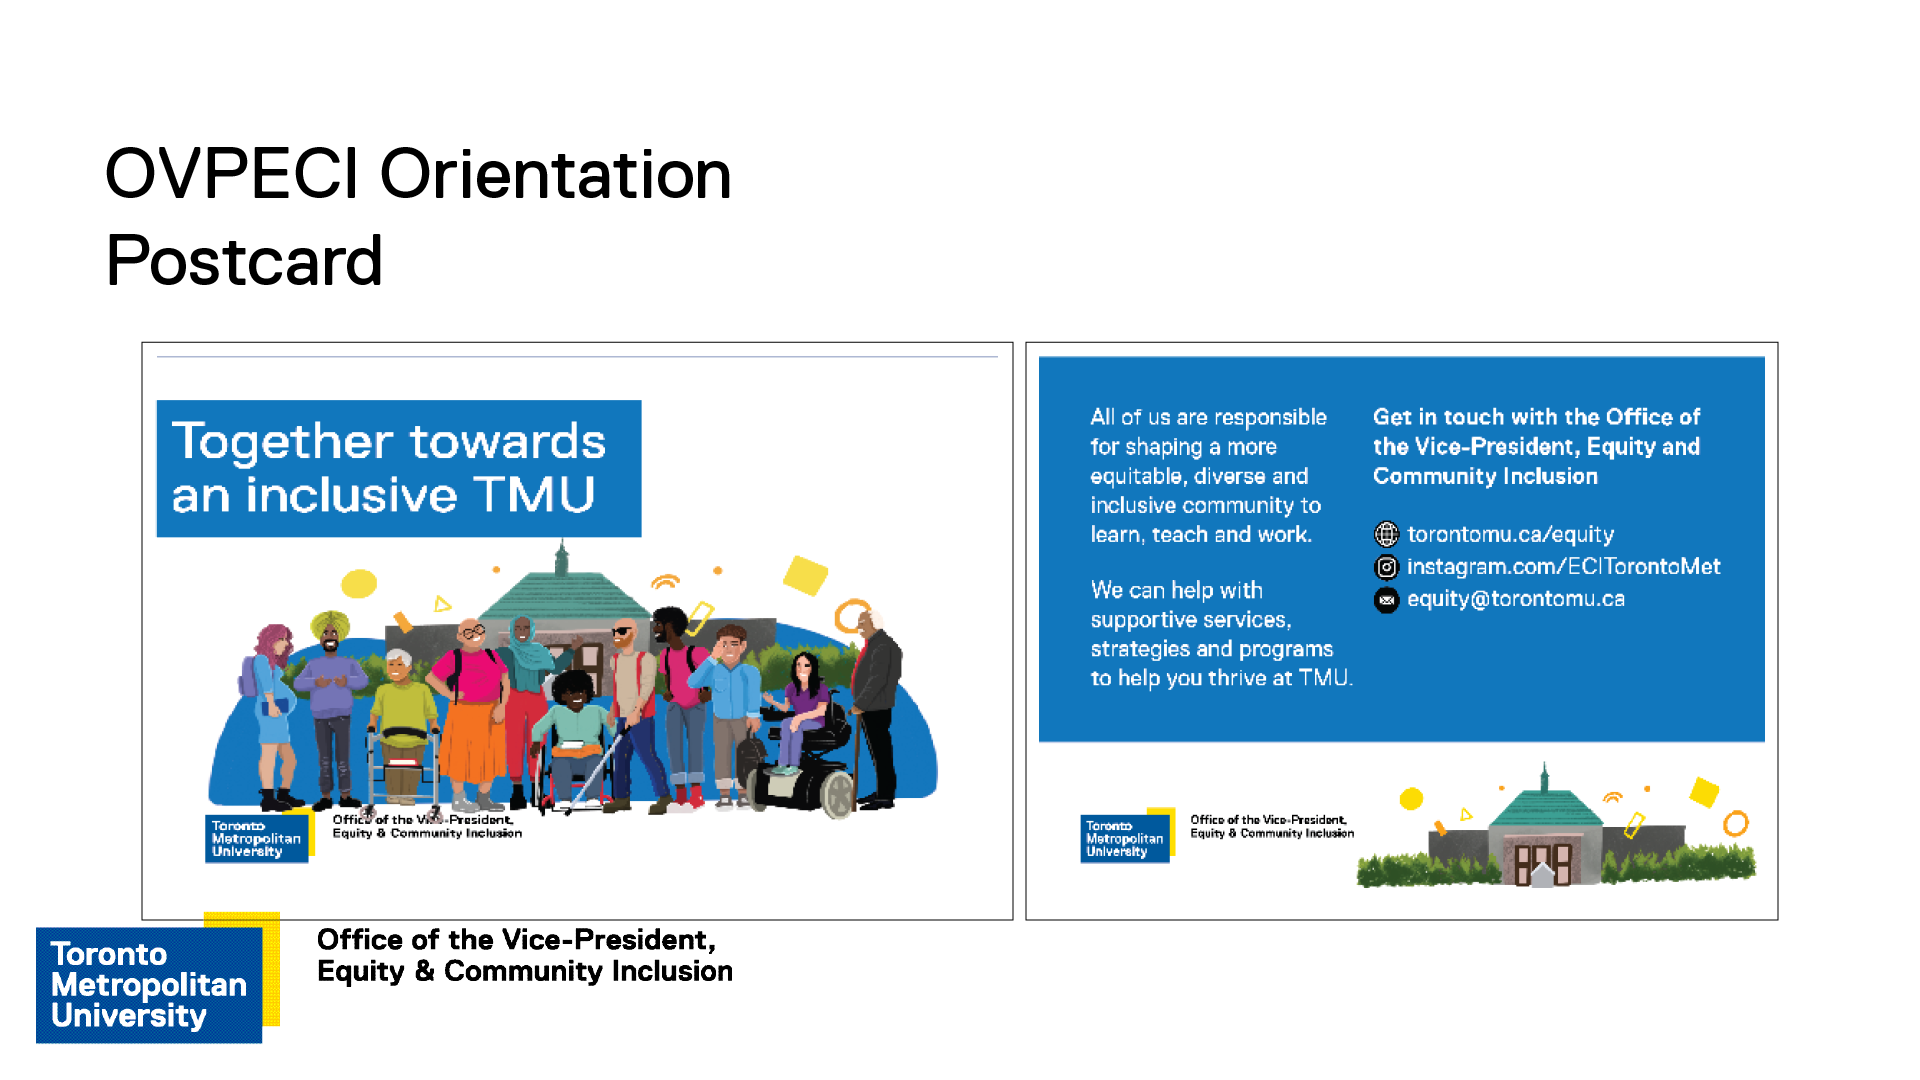 OVPECI Orientation
Postcard
Together towards
an inclusive TMU
Toronto
Metropolitan
University
Office of the Vice-President,
Equity & Community Inclusion
All of us are responsible
for shaping a more
equitable, diverse and
inclusive community to
learn, teach and work.
We can help with
supportive services,
strategies and programs
to help you thrive at TMU.
Get in touch with the Office of
the Vice-President, Equity and
Community Inclusion
torontomu.ca/equity
instagram.com/ECITorontoMet
equity@torontomu.ca
Toronto
Metropolitan
University
Office of the Vice-President,
Equity & Community Inclusion
Toronto
Metropolitan
University
Office of the Vice-President,
Equity & Community Inclusion